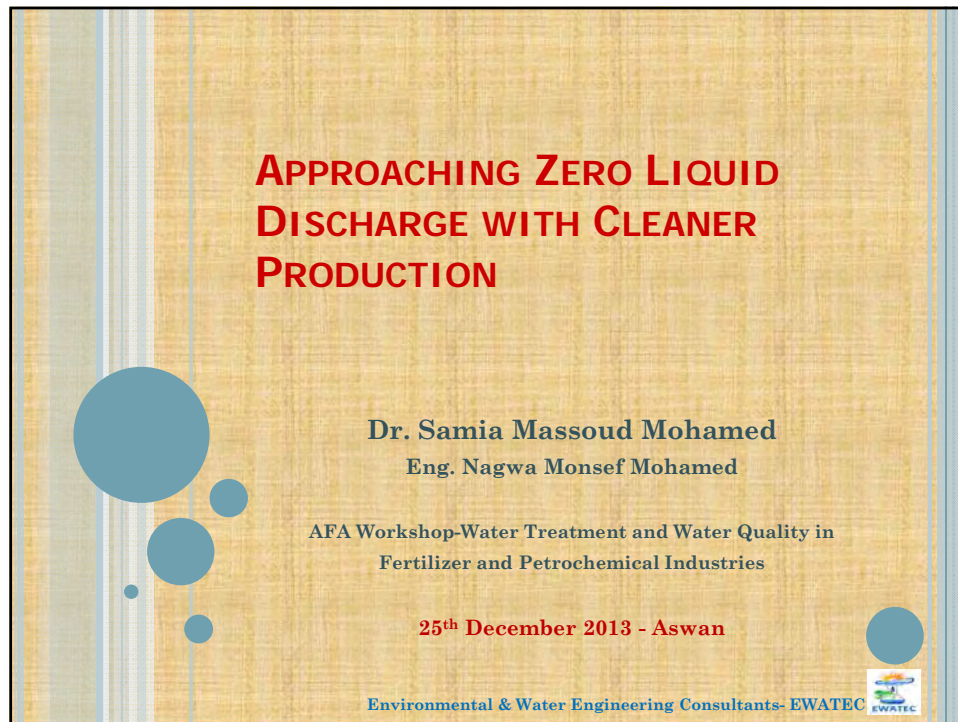 APPROACHING ZERO LIQUID
DISCHARGE WITH CLEANER
PRODUCTION
Dr. Samia Massoud Mohamed
Eng. Nagwa Monsef Mohamed
AFA Workshop-Water Treatment and Water Quality in
Fertilizer and Petrochemical Industries
25th December 2013 - Aswan
Environmental & Water Engineering Consultants- EWATEC
EWATEC